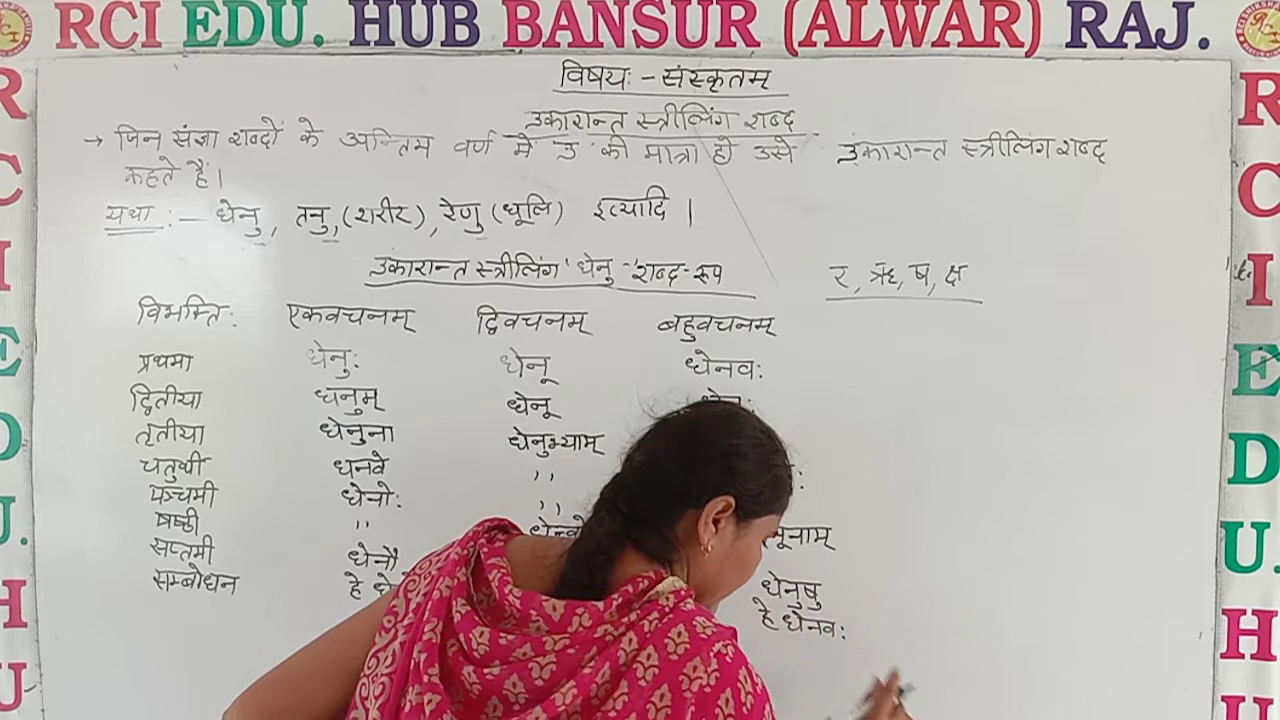 RCI EDU. HUB BANSUR (ALWAR) RAJ.
विषयः - संस्कृतम्
उकारान्त स्त्रीलिंग शब्द
→ जिन संज्ञा शब्दों के अन्तिम वर्ण में उ की मात्रा हो उसे उकारान्त स्त्रीलिंग शब्द
कहते हैं।
यथा :- धेनु, तनु, (शरीर), रेणु (धूलि) इत्यादि।
उकारान्त स्त्रीलिंग 'धेनु' शब्द-रूप र, ऋ, ष, क्ष
विभक्तिः एकवचनम् द्विवचनम् बहुवचनम्
प्रथमा धेनुः धेनू धेनवः
द्वितीया धनुम् धेनू
तृतीया धेनुना धेनुभ्याम्
चतुर्थी धनवे ,,
पञ्चमी धेनोः ,,
षष्ठी ,,
सप्तमी धेनौ धेनुषु
सम्बोधन हे हे धेनवः
R
C
I
E
D
U.
H
U
R
C
I
E
D
U.
H
U